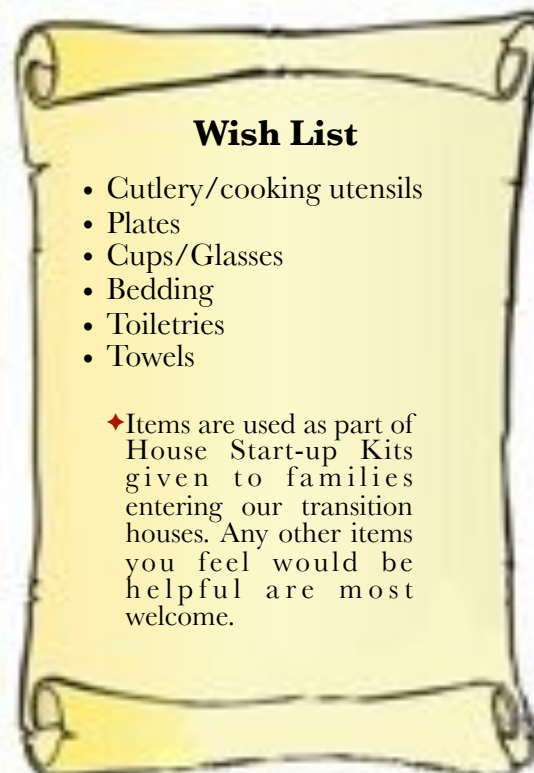 Wish List
• Cutlery/cooking utensils
• Plates
• Cups/Glasses
• Bedding
• Toiletries
• Towels
✦Items are used as part of
House Start-up Kits
given to families
entering our transition
houses. Any other items
you feel would be
helpful are most
welcome.